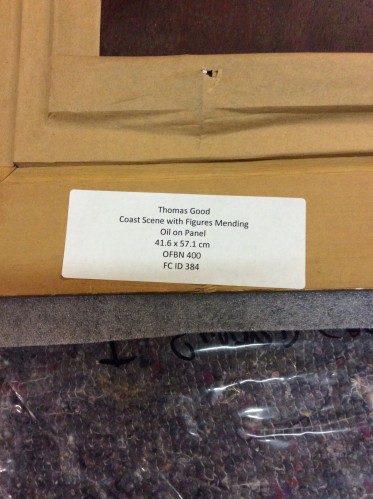 Thomas Good
Coast Scene with Figures Mending
Oil on Panel
41.6 x 57.1 cm
OFBN 400
FC ID 384